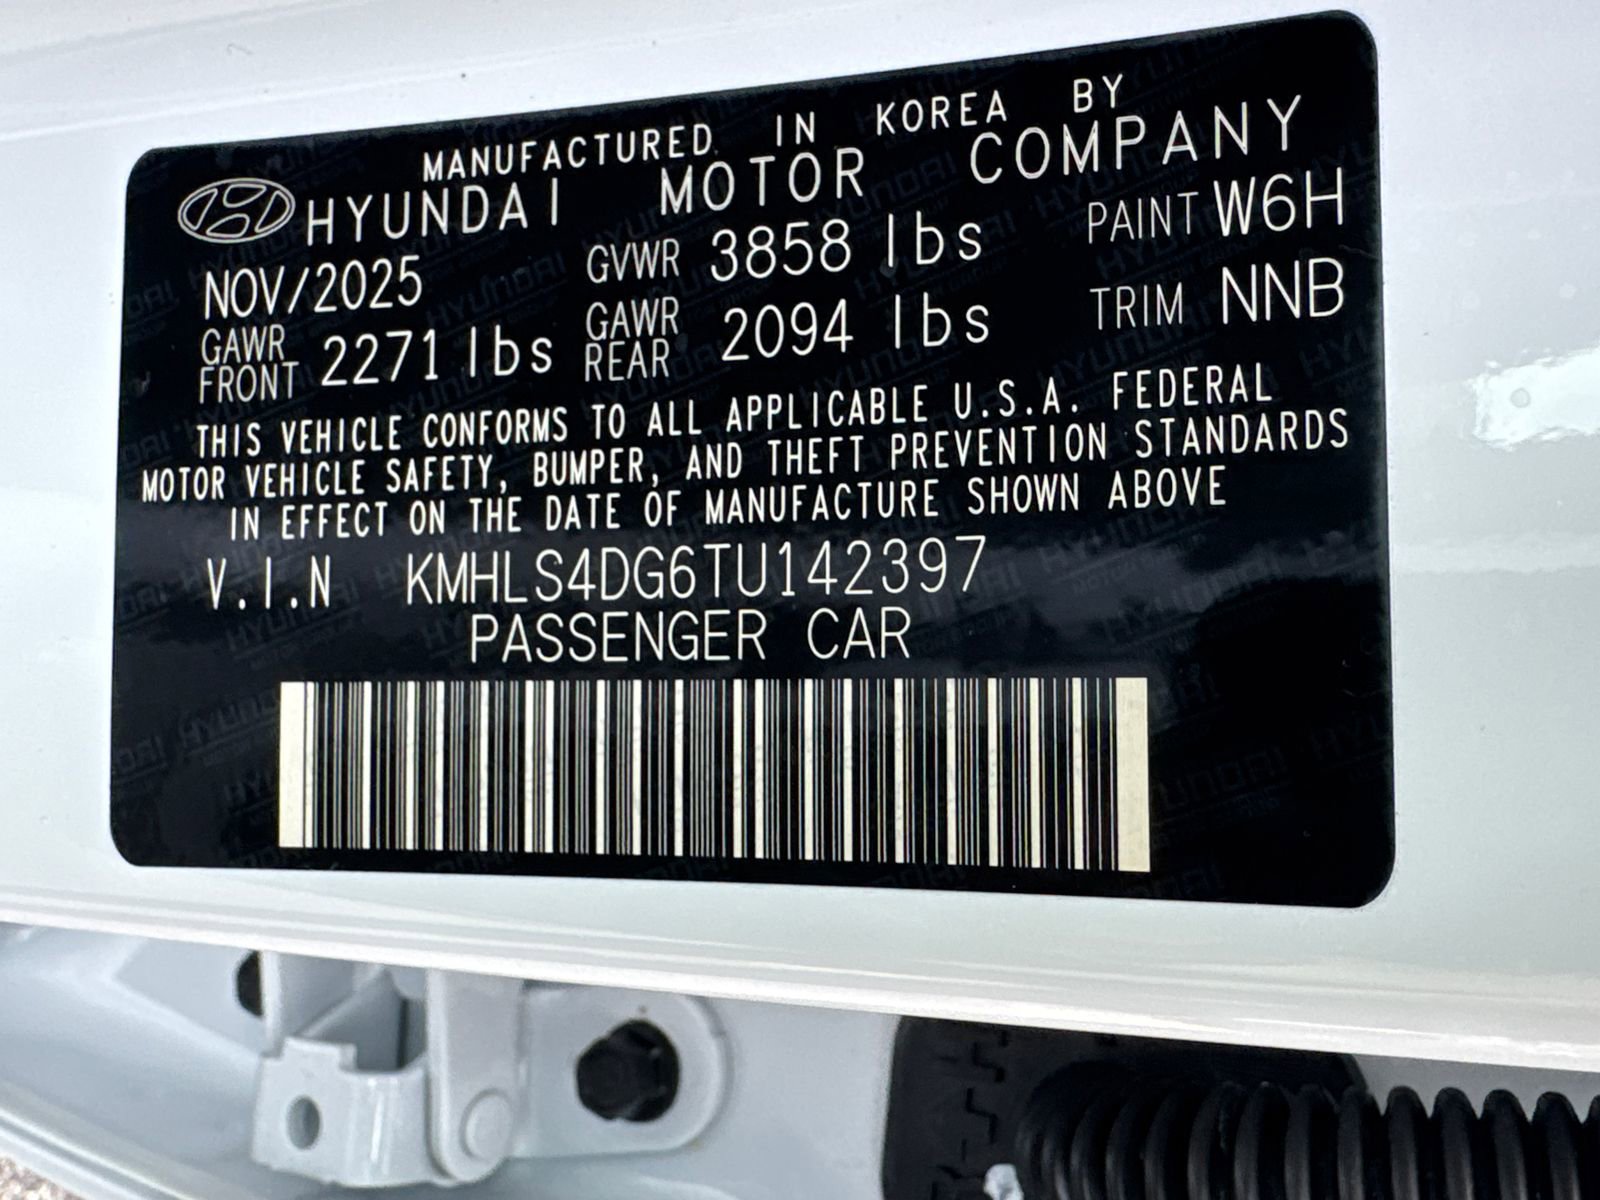 MANUFACTURED IN KOREA BY
HYUNDAI MOTOR COMPANY
NOV/2025 GVWR 3858 lbs PAINT W6H
GAWR FRONT 2271 lbs GAWR REAR 2094 lbs TRIM NNB
THIS VEHICLE CONFORMS TO ALL APPLICABLE U.S.A. FEDERAL
MOTOR VEHICLE SAFETY, BUMPER, AND THEFT PREVENTION STANDARDS
IN EFFECT ON THE DATE OF MANUFACTURE SHOWN ABOVE
V.I.N KMHLS4DG6TU142397
PASSENGER CAR